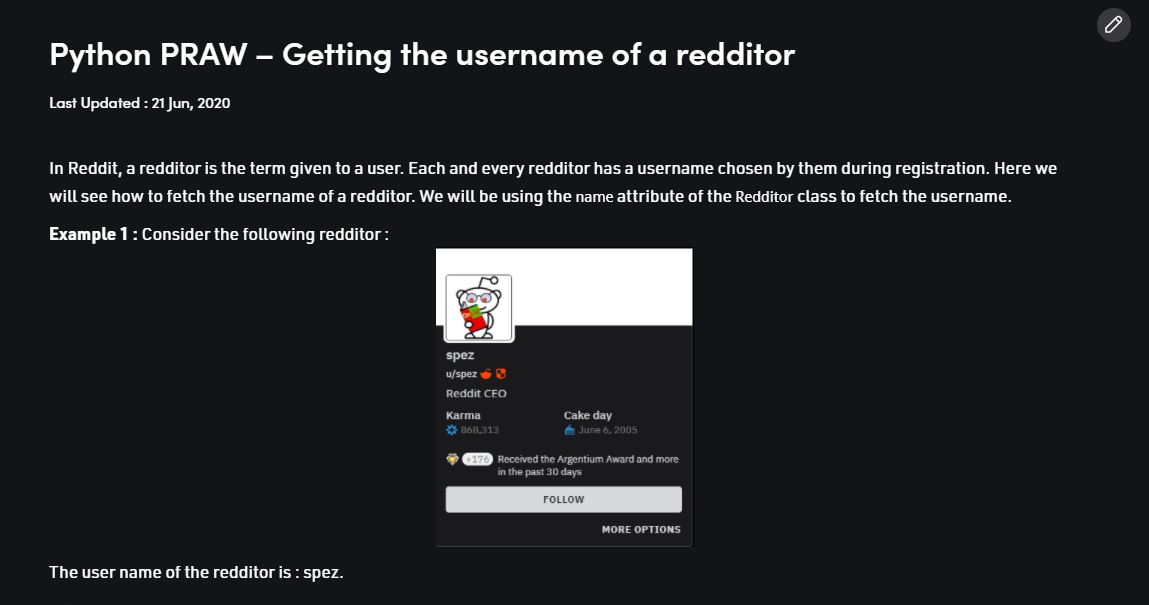 Python PRAW – Getting the username of a redditor
Last Updated : 21 Jun, 2020
In Reddit, a redditor is the term given to a user. Each and every redditor has a username chosen by them during registration. Here we
will see how to fetch the username of a redditor. We will be using the name attribute of the Redditor class to fetch the username.
Example 1 : Consider the following redditor :
spez
u/spez
Reddit CEO
Karma Cake day
868,313 June 6, 2005
+176 Received the Argentium Award and more
in the past 30 days
FOLLOW
MORE OPTIONS
The user name of the redditor is : spez.